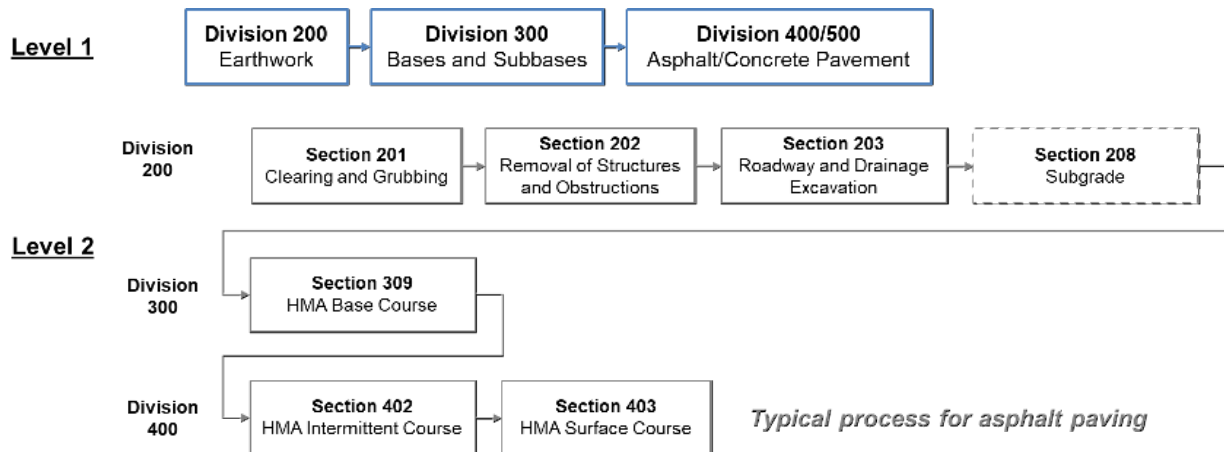 Level 1
Division 200
Earthwork
Division 300
Bases and Subbases
Division 400/500
Asphalt/Concrete Pavement
Division
200
Section 201
Clearing and Grubbing
Section 202
Removal of Structures
and Obstructions
Section 203
Roadway and Drainage
Excavation
Section 208
Subgrade
Level 2
Division
300
Section 309
HMA Base Course
Division
400
Section 402
HMA Intermittent Course
Section 403
HMA Surface Course
Typical process for asphalt paving